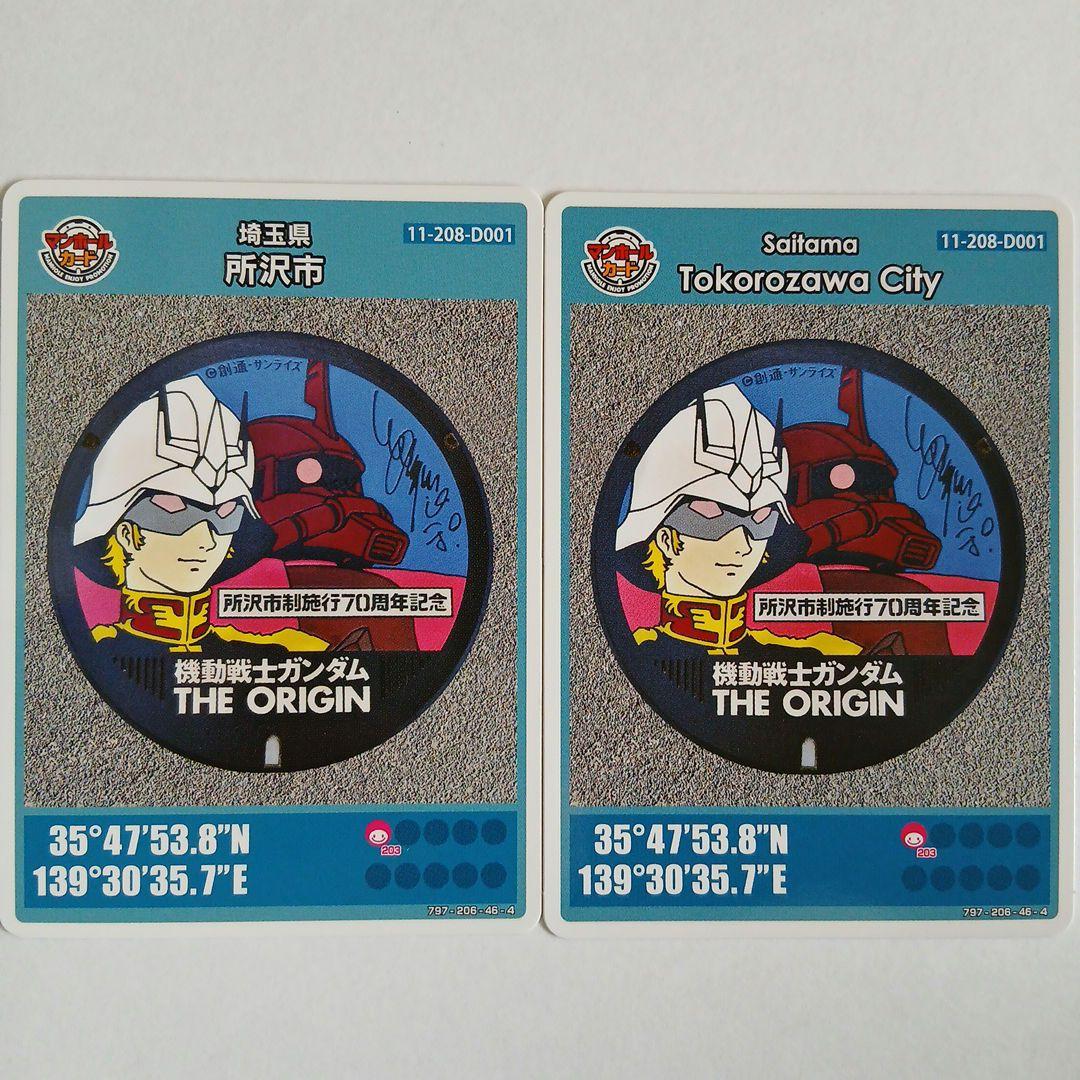 マンホール
カード
MANHOLE ENJOY PROMOTION
埼玉県
所沢市
11-208-D001
©創通・サンライズ
所沢市制施行70周年記念
機動戦士ガンダム
THE ORIGIN
35°47'53.8"N
139°30'35.7"E
203
797-206-46-4
マンホール
カード
MANHOLE ENJOY PROMOTION
Saitama
Tokorozawa City
11-208-D001
©創通・サンライズ
所沢市制施行70周年記念
機動戦士ガンダム
THE ORIGIN
35°47'53.8"N
139°30'35.7"E
203
797-206-46-4